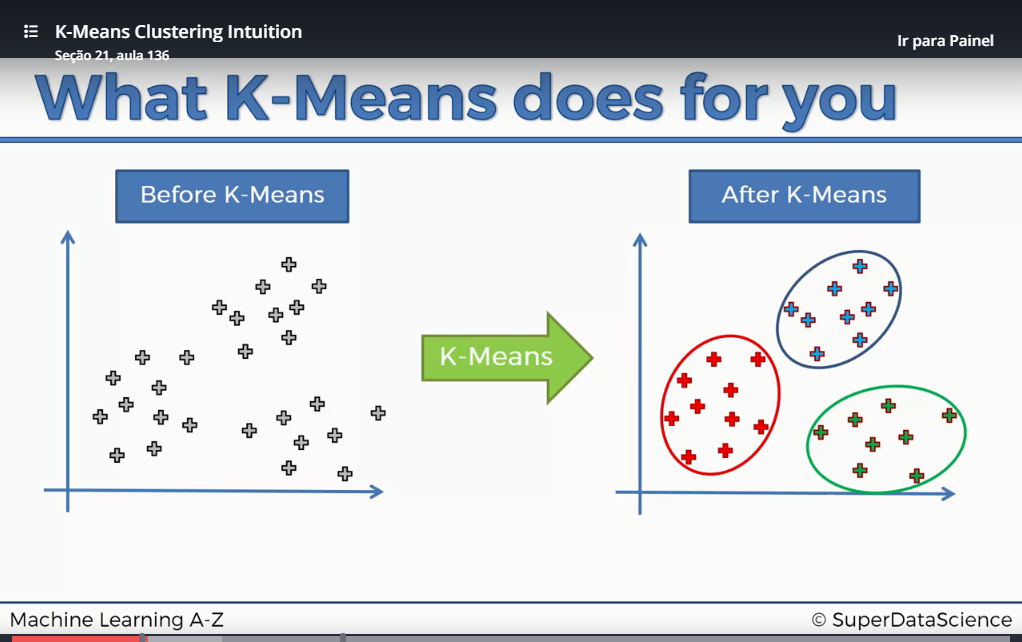 K-Means Clustering Intuition
Seção 21, aula 136
Ir para Painel
What K-Means does for you
Before K-Means
After K-Means
K-Means
Machine Learning A-Z
© SuperDataScience